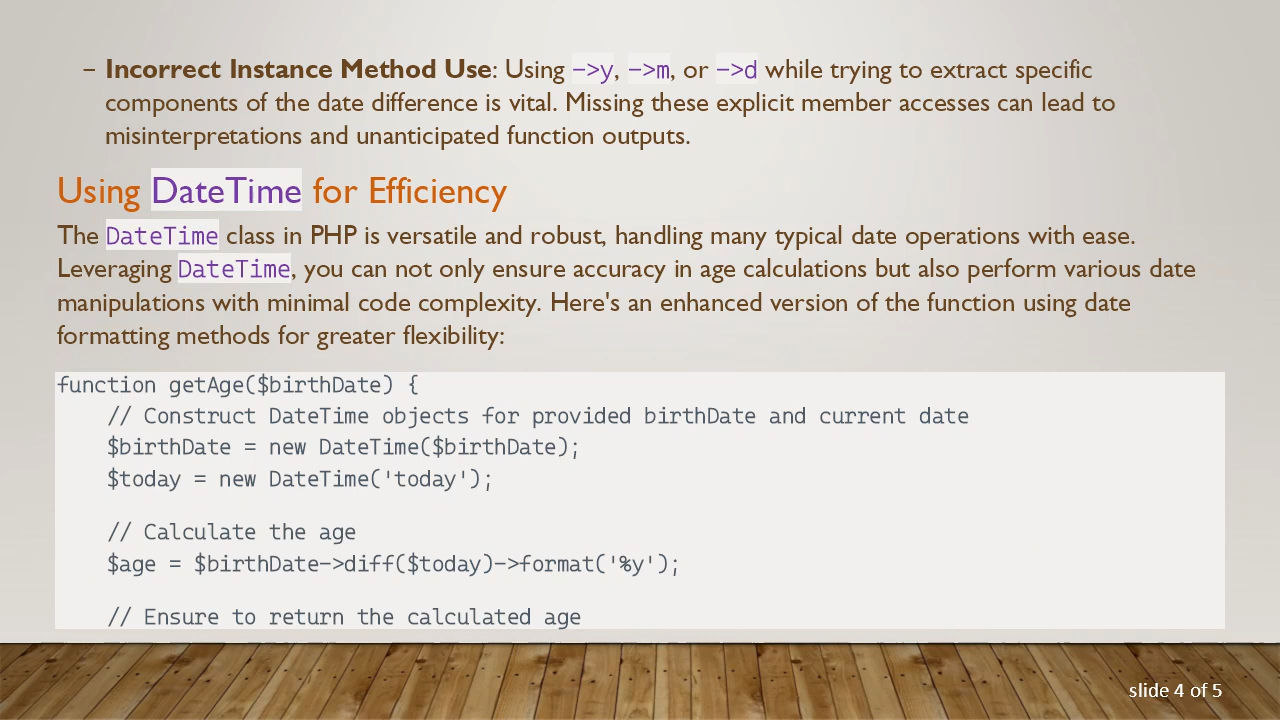 – Incorrect Instance Method Use: Using ->y, ->m, or ->d while trying to extract specific
components of the date difference is vital. Missing these explicit member accesses can lead to
misinterpretations and unanticipated function outputs.
Using DateTime for Efficiency
The DateTime class in PHP is versatile and robust, handling many typical date operations with ease.
Leveraging DateTime, you can not only ensure accuracy in age calculations but also perform various date
manipulations with minimal code complexity. Here's an enhanced version of the function using date
formatting methods for greater flexibility:
function getAge($birthDate) {
    // Construct DateTime objects for provided birthDate and current date
    $birthDate = new DateTime($birthDate);
    $today = new DateTime('today');
    // Calculate the age
    $age = $birthDate->diff($today)->format('%y');
    // Ensure to return the calculated age
slide 4 of 5